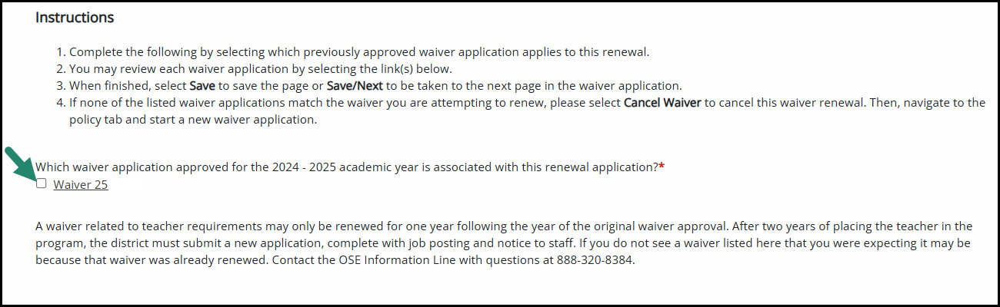 Instructions
1. Complete the following by selecting which previously approved waiver application applies to this renewal.
2. You may review each waiver application by selecting the link(s) below.
3. When finished, select Save to save the page or Save/Next to be taken to the next page in the waiver application.
4. If none of the listed waiver applications match the waiver you are attempting to renew, please select Cancel Waiver to cancel this waiver renewal. Then, navigate to the
policy tab and start a new waiver application.
Which waiver application approved for the 2024 - 2025 academic year is associated with this renewal application?*
Waiver 25
A waiver related to teacher requirements may only be renewed for one year following the year of the original waiver approval. After two years of placing the teacher in the
program, the district must submit a new application, complete with job posting and notice to staff. If you do not see a waiver listed here that you were expecting it may be
because that waiver was already renewed. Contact the OSE Information Line with questions at 888-320-8384.